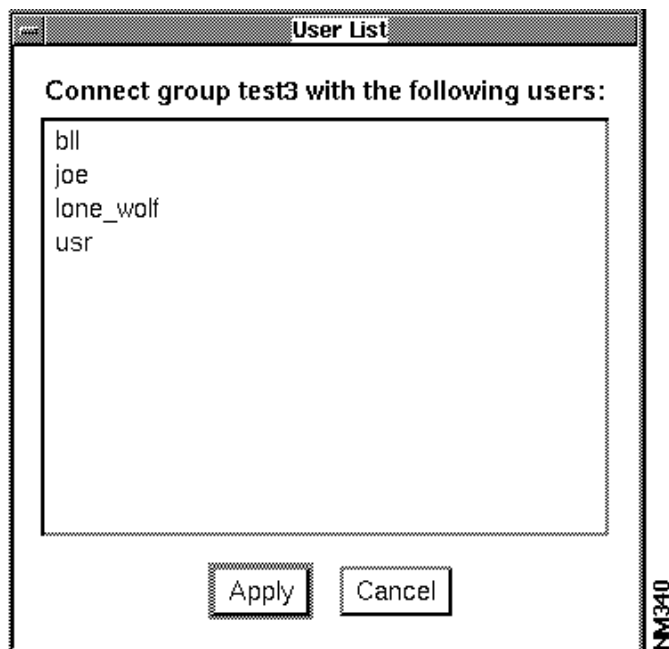 User List
Connect group test3 with the following users:
bll
joe
lone_wolf
usr
Apply Cancel
NM340